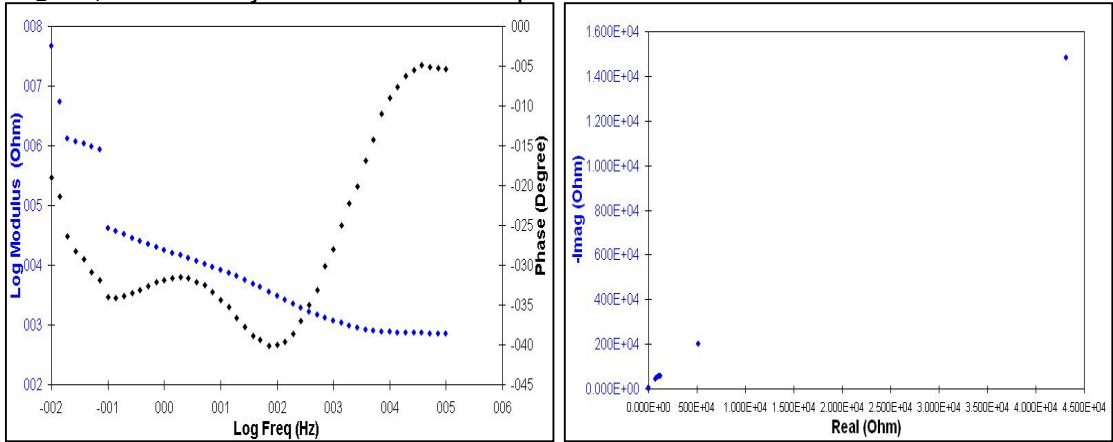 008
007
006
005
004
003
002
Log Modulus (Ohm)
000
-005
-010
-015
-020
-025
-030
-035
-040
-045
Phase (Degree)
-002 -001 000 001 002 003 004 005 006
Log Freq (Hz)
1.600E+04
1.400E+04
1.200E+04
1.000E+04
800E+04
600E+04
400E+04
200E+04
0.000E+00
-Imag (Ohm)
0.000E+00 500E+04 1.000E+04 1.500E+04 2.000E+04 2.500E+04 3.000E+04 3.500E+04 4.000E+04 4.500E+04
Real (Ohm)